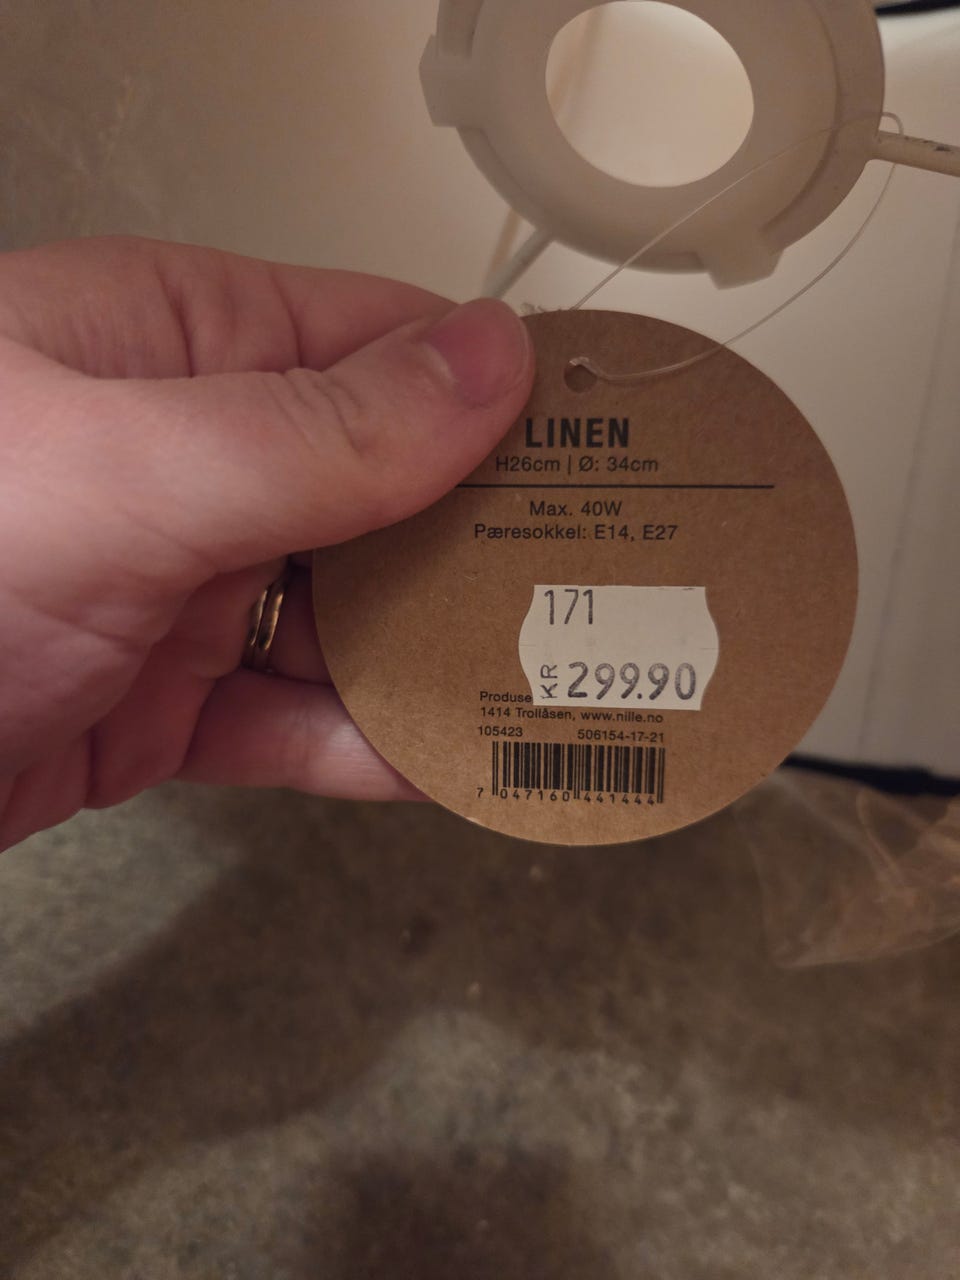 LINEN
H26cm | Ø: 34cm
Max. 40W
Pæresokkel: E14, E27
171
KR 299.90
1414 Trollåsen, www.nille.no
105423 506154-17-21
7 047160 441444